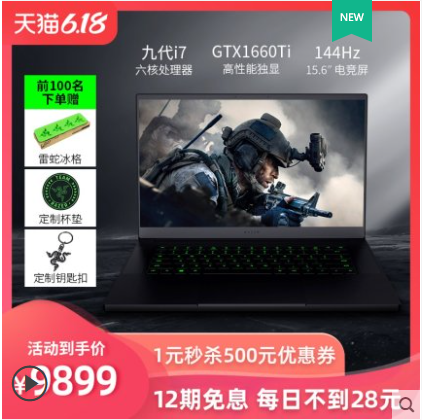 天猫6.18
NEW
九代i7
六核处理器
GTX1660Ti
高性能独显
144Hz
15.6" 电竞屏
前100名
下单赠
雷蛇冰格
定制杯垫
定制钥匙扣
活动到手价
¥9899
1元秒杀500元优惠券
12期免息 每日不到28元